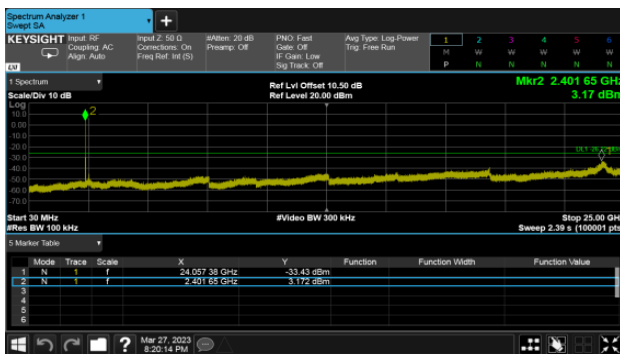 Spectrum Analyzer 1
Swept SA
KEYSIGHT Input: RF Input Z: 50 Ω #Atten: 20 dB PNO: Fast Avg Type: Log-Power 1 2 3 4 5 6
Coupling: AC Corrections: On Preamp: Off Gate: Off Trig: Free Run M W W W W W
Align: Auto Freq Ref: Int (S) IF Gain: Low
LXI Sig Track: Off P N N N N N
1 Spectrum Ref Lvl Offset 10.50 dB Mkr2 2.401 65 GHz
Scale/Div 10 dB Ref Level 20.00 dBm 3.17 dBm
Log
10.0 2
0.00
-10.0
-20.0
-30.0
-40.0
-50.0
-60.0
-70.0
Start 30 MHz #Video BW 300 kHz Stop 25.00 GH
#Res BW 100 kHz Sweep 2.39 s (100001 pts
5 Marker Table
Mode Trace Scale X Y Function Function Width Function Value
1 N 1 f 24.057 38 GHz -33.43 dBm
2 N 1 f 2.401 65 GHz 3.172 dBm
3
4
5
6
? Mar 27, 2023
8:20:14 PM